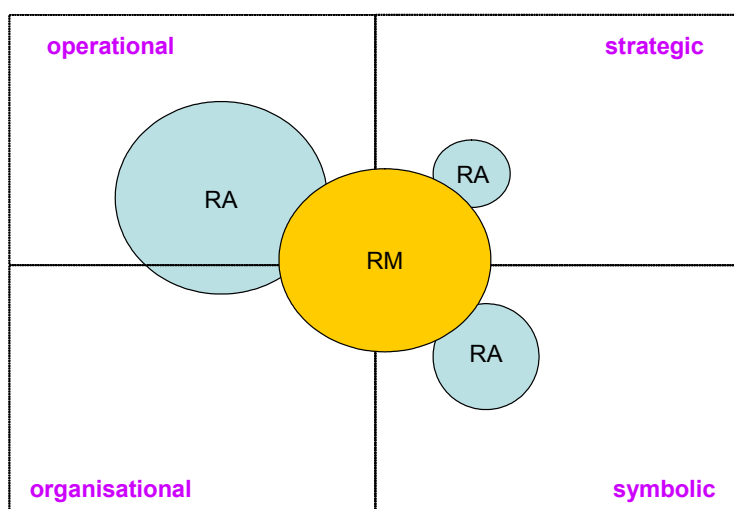 operational
strategic
RA
RA
RM
RA
organisational
symbolic